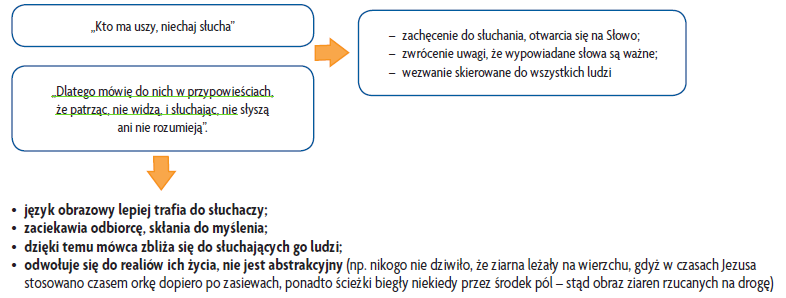 „Kto ma uszy, niechaj słucha”
– zachęcenie do słuchania, otwarcia się na Słowo;
– zwrócenie uwagi, że wypowiadane słowa są ważne;
– wezwanie skierowane do wszystkich ludzi
„Dlatego mówię do nich w przypowieściach,
że patrząc, nie widzą, i słuchając, nie słyszą
ani nie rozumieją”.
• język obrazowy lepiej trafia do słuchaczy;
• zaciekawia odbiorcę, skłania do myślenia;
• dzięki temu mówca zbliża się do słuchających go ludzi;
• odwołuje się do realiów ich życia, nie jest abstrakcyjny (np. nikogo nie dziwiło, że ziarna leżały na wierzchu, gdyż w czasach Jezusa
stosowano czasem orkę dopiero po zasiewach, ponadto ścieżki biegły niekiedy przez środek pól – stąd obraz ziaren rzucanych na drogę)